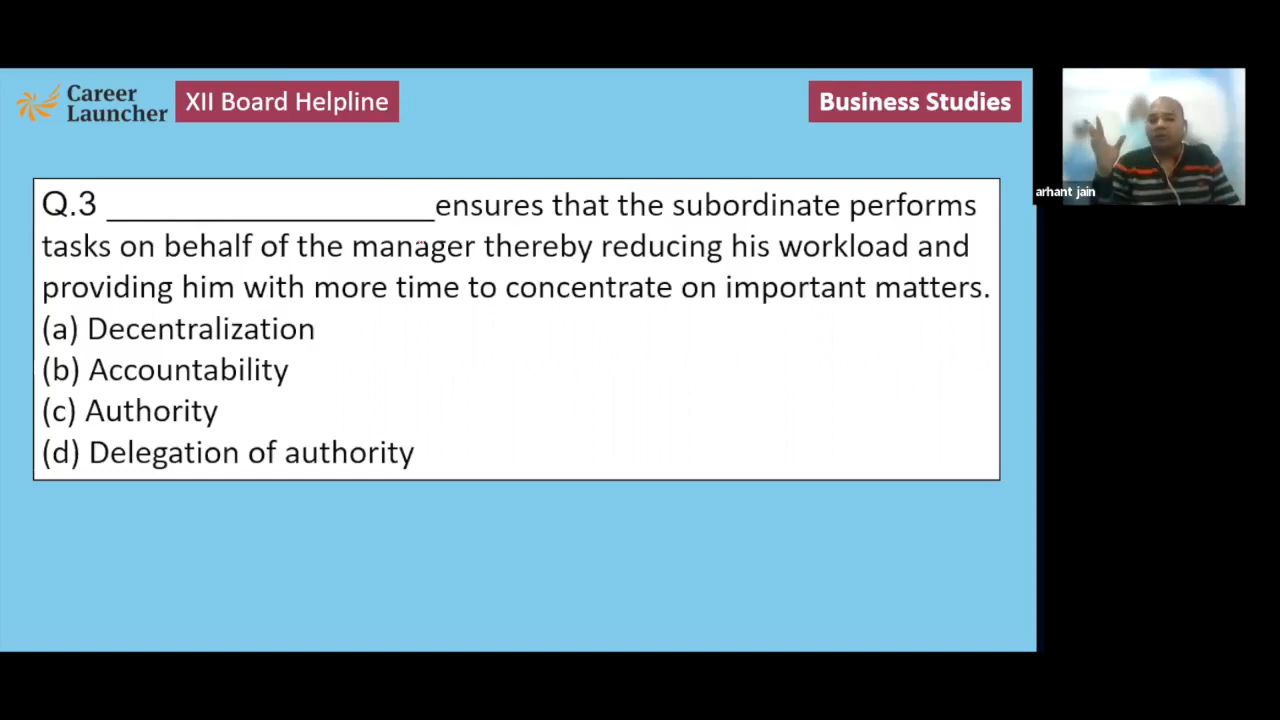 Career
Launcher
XII Board Helpline
Business Studies
arhant jain
Q.3 ____________________ensures that the subordinate performs
tasks on behalf of the manager thereby reducing his workload and
providing him with more time to concentrate on important matters.
(a) Decentralization
(b) Accountability
(c) Authority
(d) Delegation of authority